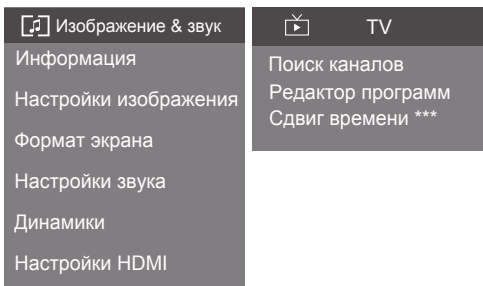 Изображение & звук
Информация
Настройки изображения
Формат экрана
Настройки звука
Динамики
Настройки HDMI
TV
Поиск каналов
Редактор программ
Сдвиг времени ***